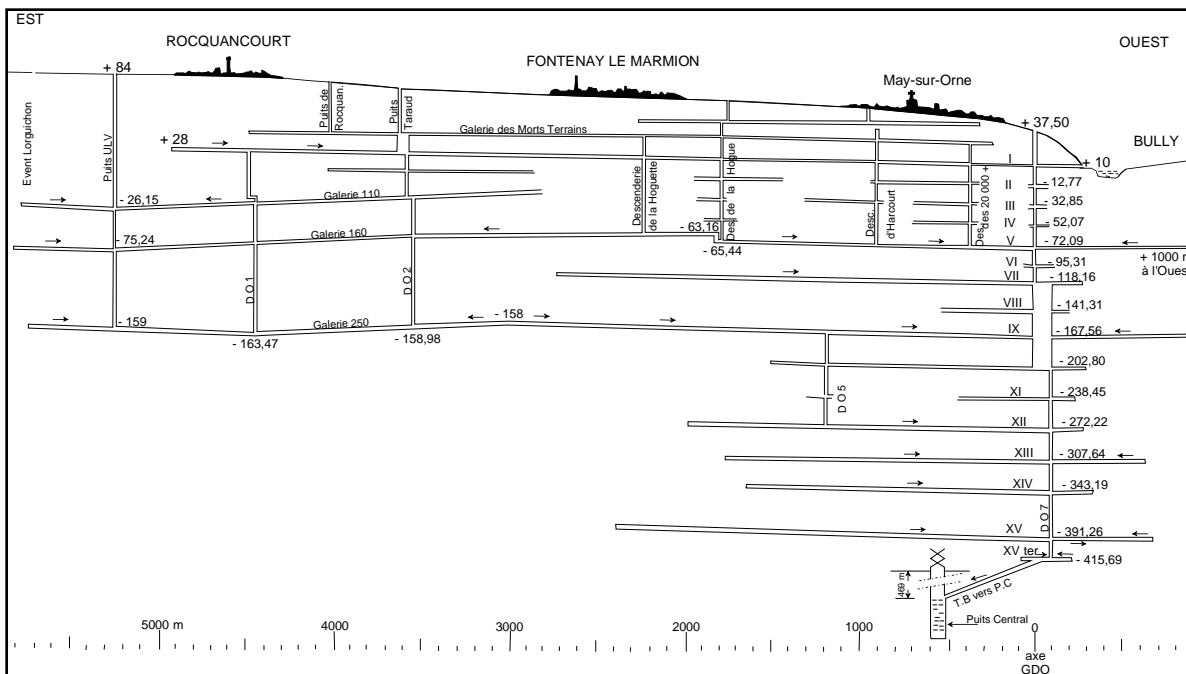 EST
OUEST
ROCQUANCOURT
FONTENAY LE MARMION
May-sur-Orne
BULLY
+ 84
+ 37,50
+ 28
+ 10
Event Lorguichon
Puits ULV
Puits de
Rocquan.
Puits
Taraud
Galerie des Morts Terrains
Descenderie
de la Hoguette
Des. de la Hogue
Desc.
d'Harcourt
Des.
des 20 000 +
I
II
- 12,77
III
- 32,85
IV
- 52,07
V
- 72,09
VI
- 95,31
VII
- 118,16
VIII
- 141,31
IX
- 167,56
- 202,80
XI
- 238,45
XII
- 272,22
XIII
- 307,64
XIV
- 343,19
XV
- 391,26
XV ter
- 415,69
+ 1000 m
à l'Ouest
- 26,15
Galerie 110
- 75,24
Galerie 160
- 63,16
- 65,44
D O 1
D O 2
- 159
Galerie 250
- 158
- 163,47
- 158,98
D O 5
D O 7
469 m
T.B vers P.C
Puits Central
5000 m
4000
3000
2000
1000
0
axe
GDO